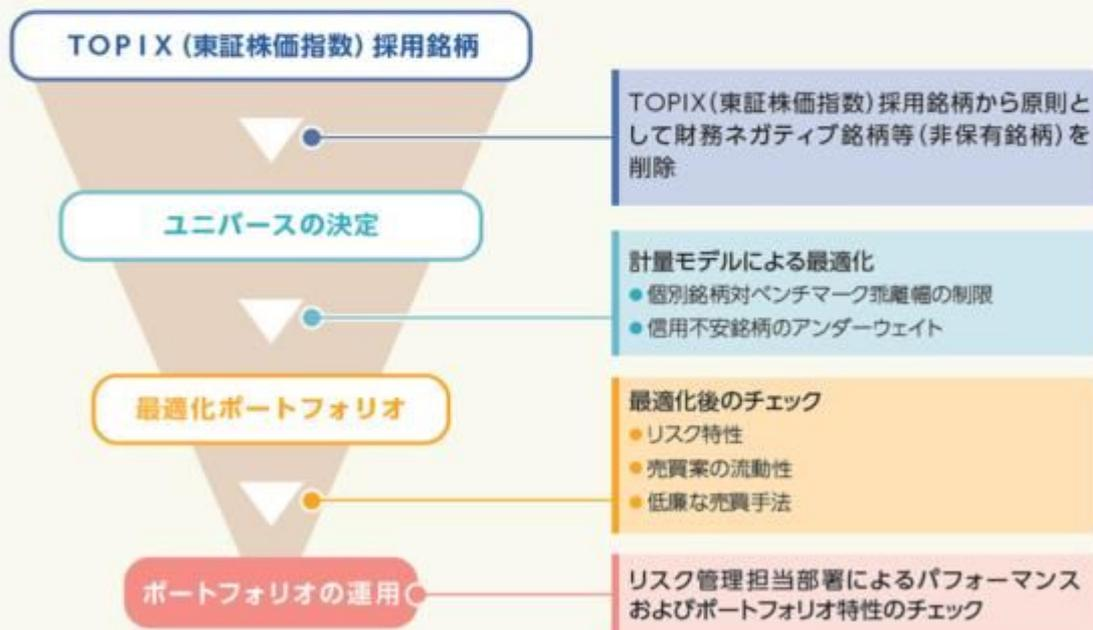 TOPIX (東証株価指数) 採用銘柄
TOPIX(東証株価指数)採用銘柄から原則と
して財務ネガティブ銘柄等(非保有銘柄)を
削除
ユニバースの決定
計量モデルによる最適化
●個別銘柄対ベンチマーク乖離幅の制限
●信用不安銘柄のアンダーウェイト
最適化ポートフォリオ
最適化後のチェック
●リスク特性
●売買案の流動性
●低廉な売買手法
ポートフォリオの運用
リスク管理担当部署によるパフォーマンス
およびポートフォリオ特性のチェック